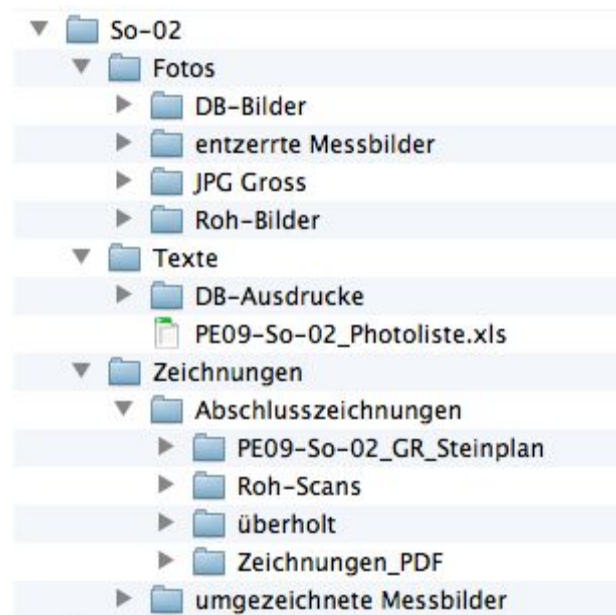 So-02
Fotos
DB-Bilder
entzerrte Messbilder
JPG Gross
Roh-Bilder
Texte
DB-Ausdrucke
PE09-So-02_Photoliste.xls
Zeichnungen
Abschlusszeichnungen
PE09-So-02_GR_Steinplan
Roh-Scans
überholt
Zeichnungen_PDF
umgezeichnete Messbilder